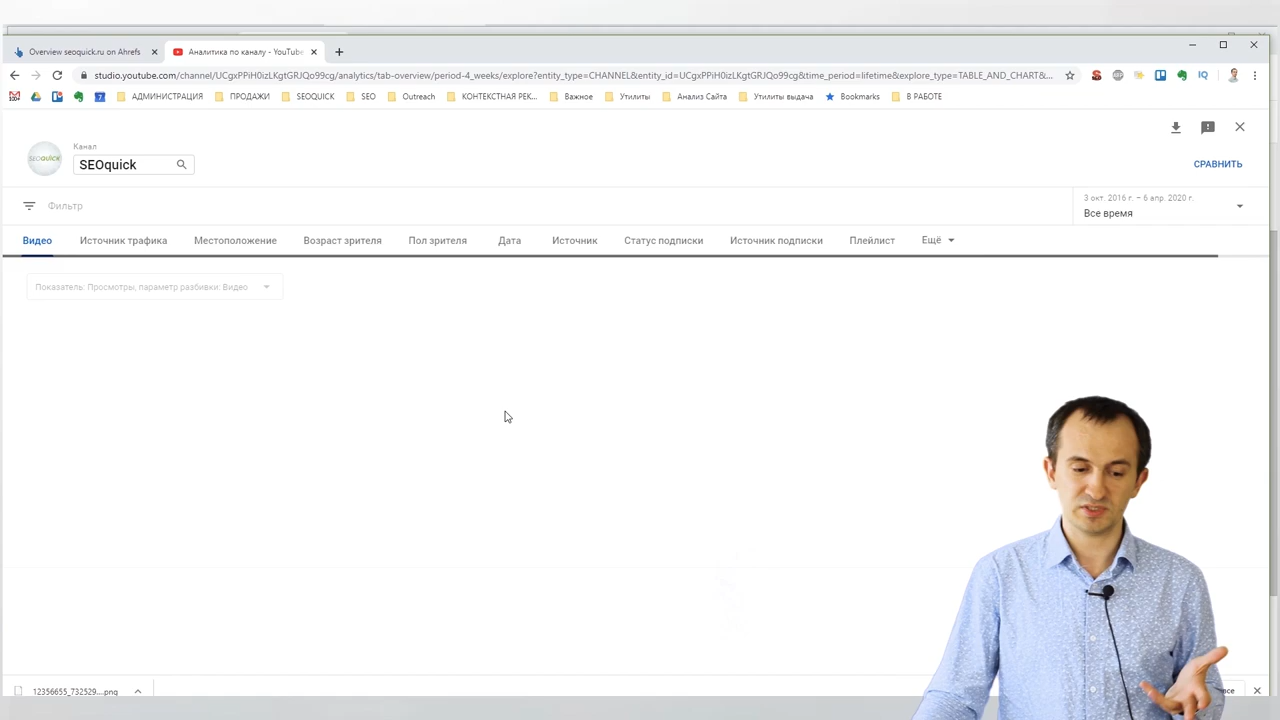 Overview seoquick.ru on Ahrefs
Аналитика по каналу - YouTube
studio.youtube.com/channel/UCgxPPiH0izLKgtGRJQo99cg/analytics/tab-overview/period-4_weeks/explore?entity_type=CHANNEL&entity_id=UCgxPPiH0izLKgtGRJQo99cg&time_period=lifetime&explore_type=TABLE_AND_CHART&...
АДМИНИСТРАЦИЯ ПРОДАЖИ SEOQUICK SEO Outreach КОНТЕКСТНАЯ РЕК... Важное Утилиты Анализ Сайта Утилиты выдача Bookmarks В РАБОТЕ
Канал
SEOquick
SEOQUICK
СРАВНИТЬ
Фильтр
3 окт. 2016 г. – 6 апр. 2020 г.
Все время
Видео Источник трафика Местоположение Возраст зрителя Пол зрителя Дата Источник Статус подписки Источник подписки Плейлист Ещё
Показатель: Просмотры, параметр разбивки: Видео
12356655_732529....png